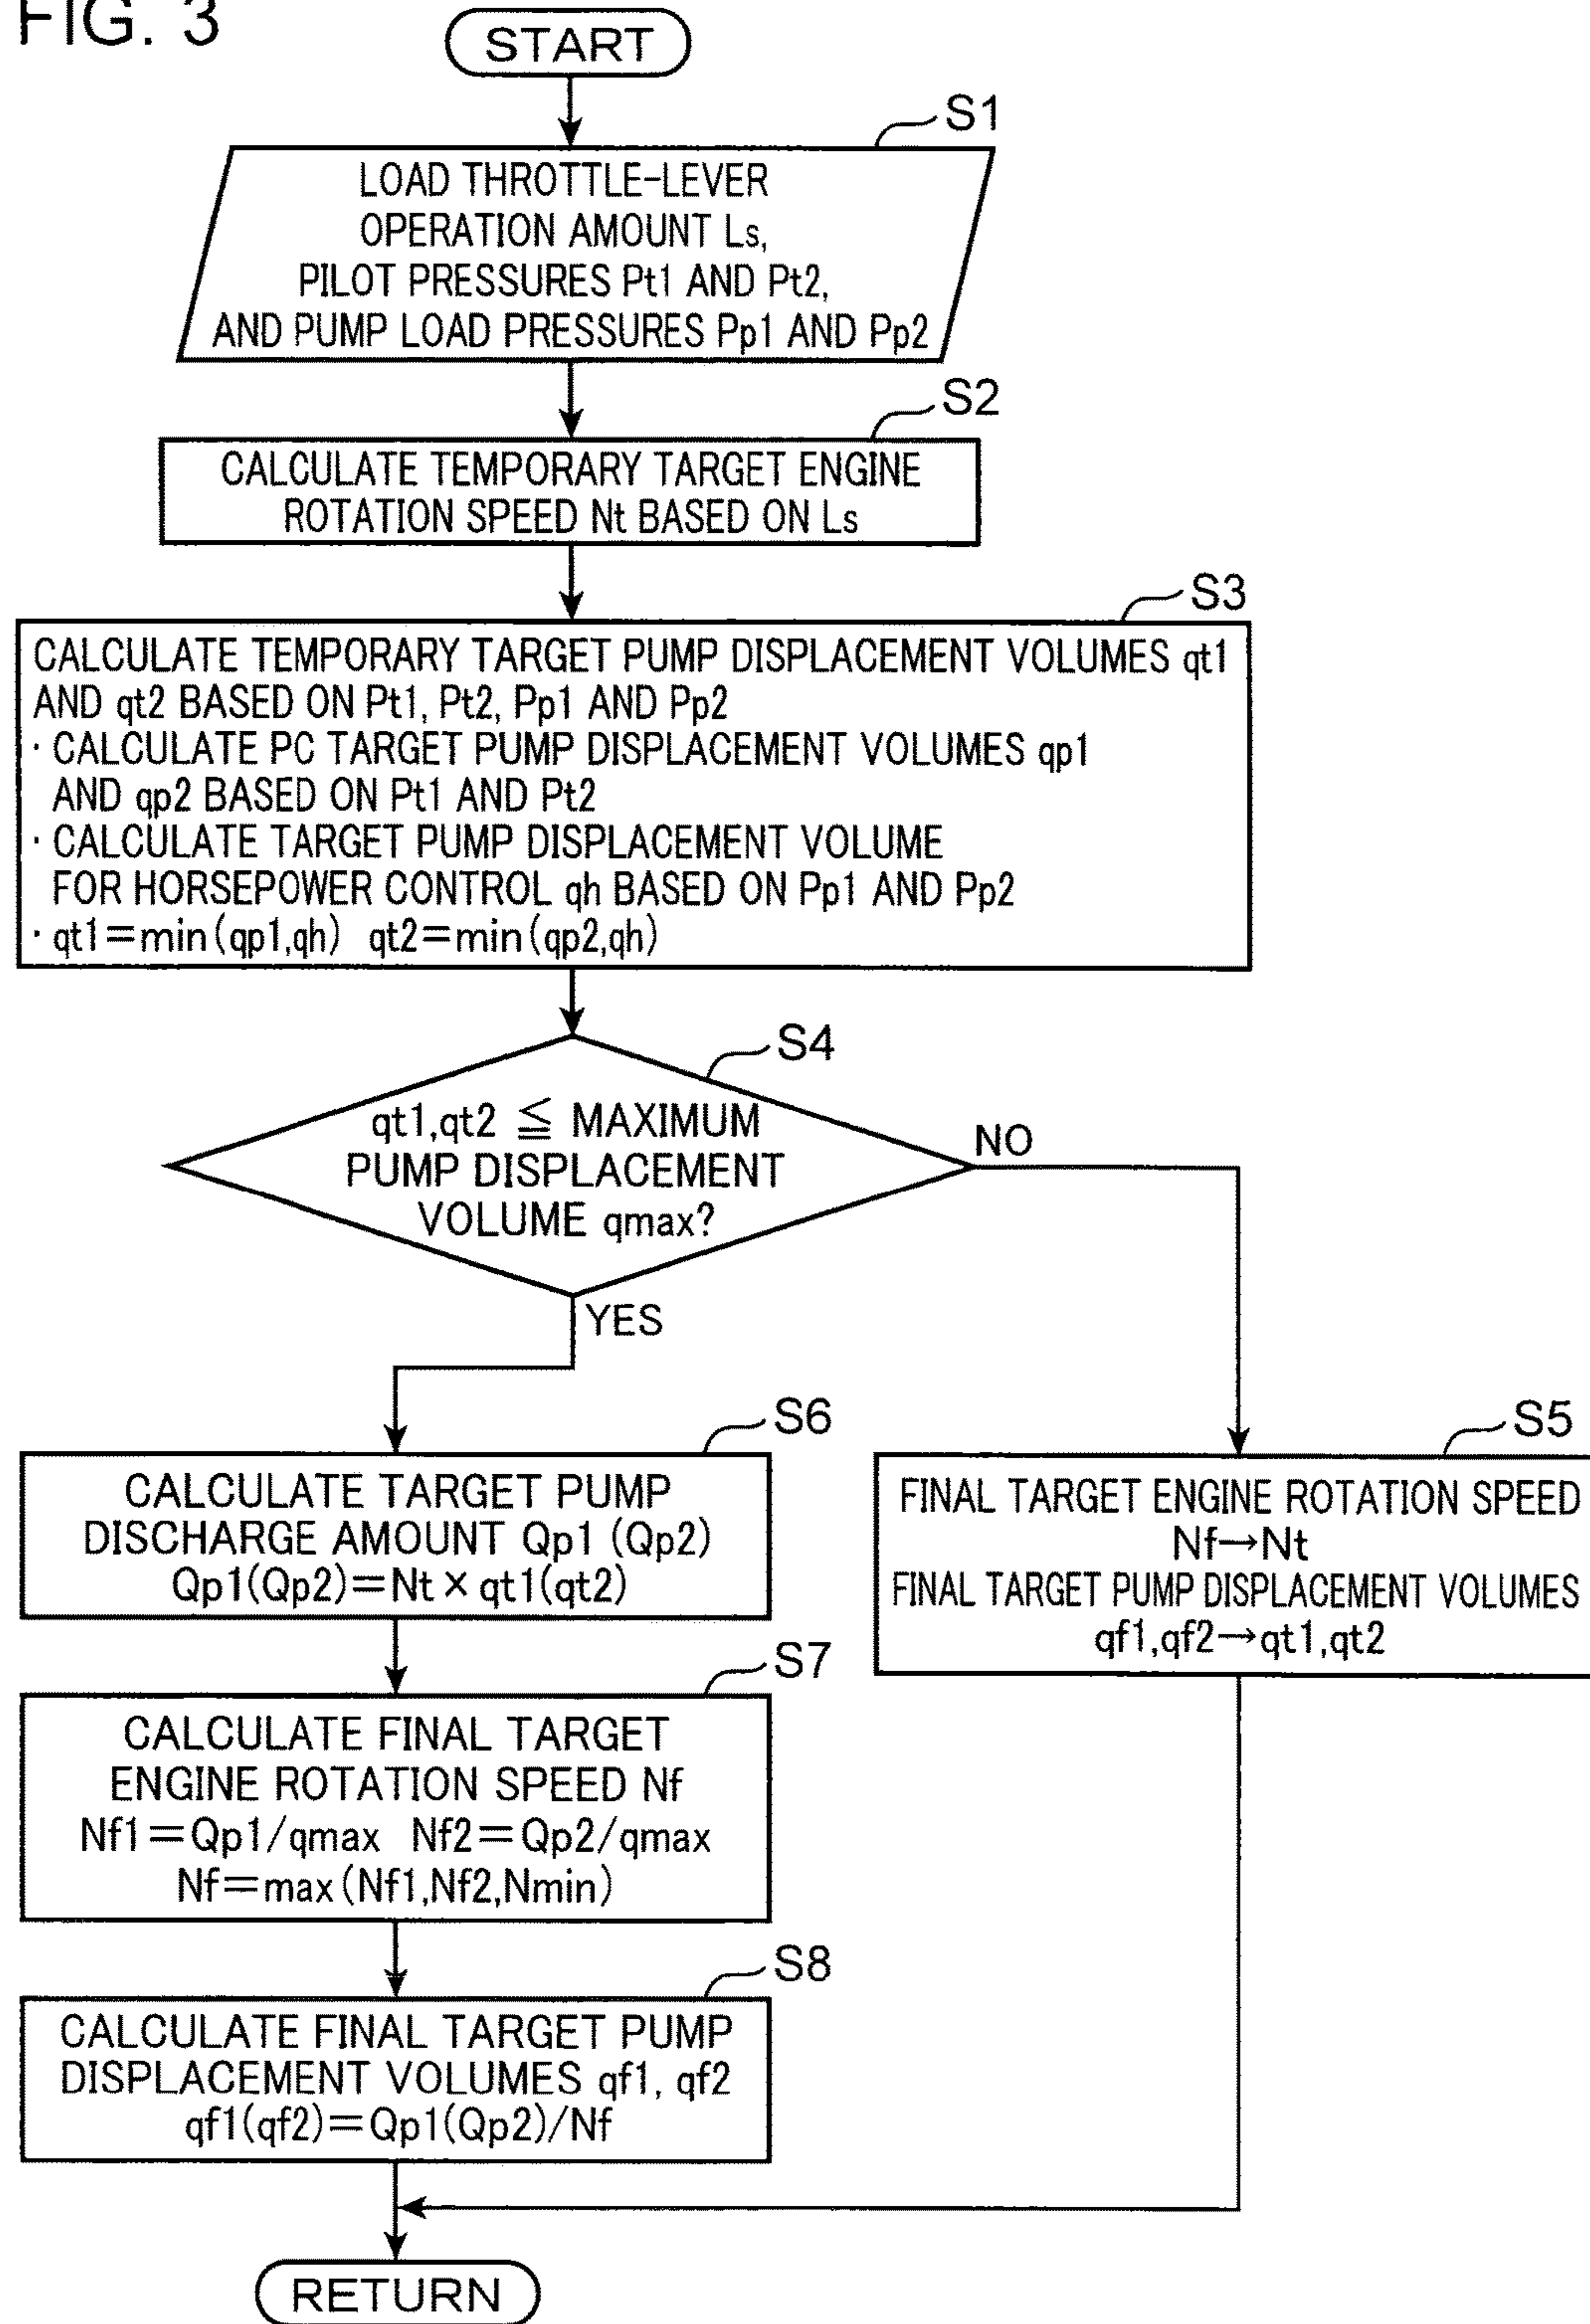 FIG. 3
START
S1
LOAD THROTTLE-LEVER
OPERATION AMOUNT Ls,
PILOT PRESSURES Pt1 AND Pt2,
AND PUMP LOAD PRESSURES Pp1 AND Pp2
S2
CALCULATE TEMPORARY TARGET ENGINE
ROTATION SPEED Nt BASED ON Ls
S3
CALCULATE TEMPORARY TARGET PUMP DISPLACEMENT VOLUMES qt1
AND qt2 BASED ON Pt1, Pt2, Pp1 AND Pp2
· CALCULATE PC TARGET PUMP DISPLACEMENT VOLUMES qp1
AND qp2 BASED ON Pt1 AND Pt2
· CALCULATE TARGET PUMP DISPLACEMENT VOLUME
FOR HORSEPOWER CONTROL qh BASED ON Pp1 AND Pp2
· qt1=min(qp1,qh) qt2=min(qp2,qh)
S4
qt1,qt2 ≦ MAXIMUM
PUMP DISPLACEMENT
VOLUME qmax?
NO
YES
S6
CALCULATE TARGET PUMP
DISCHARGE AMOUNT Qp1 (Qp2)
Qp1(Qp2)=Nt×qt1(qt2)
S5
FINAL TARGET ENGINE ROTATION SPEED
Nf→Nt
FINAL TARGET PUMP DISPLACEMENT VOLUMES
qf1,qf2→qt1,qt2
S7
CALCULATE FINAL TARGET
ENGINE ROTATION SPEED Nf
Nf1=Qp1/qmax Nf2=Qp2/qmax
Nf=max(Nf1,Nf2,Nmin)
S8
CALCULATE FINAL TARGET PUMP
DISPLACEMENT VOLUMES qf1, qf2
qf1(qf2)=Qp1(Qp2)/Nf
RETURN